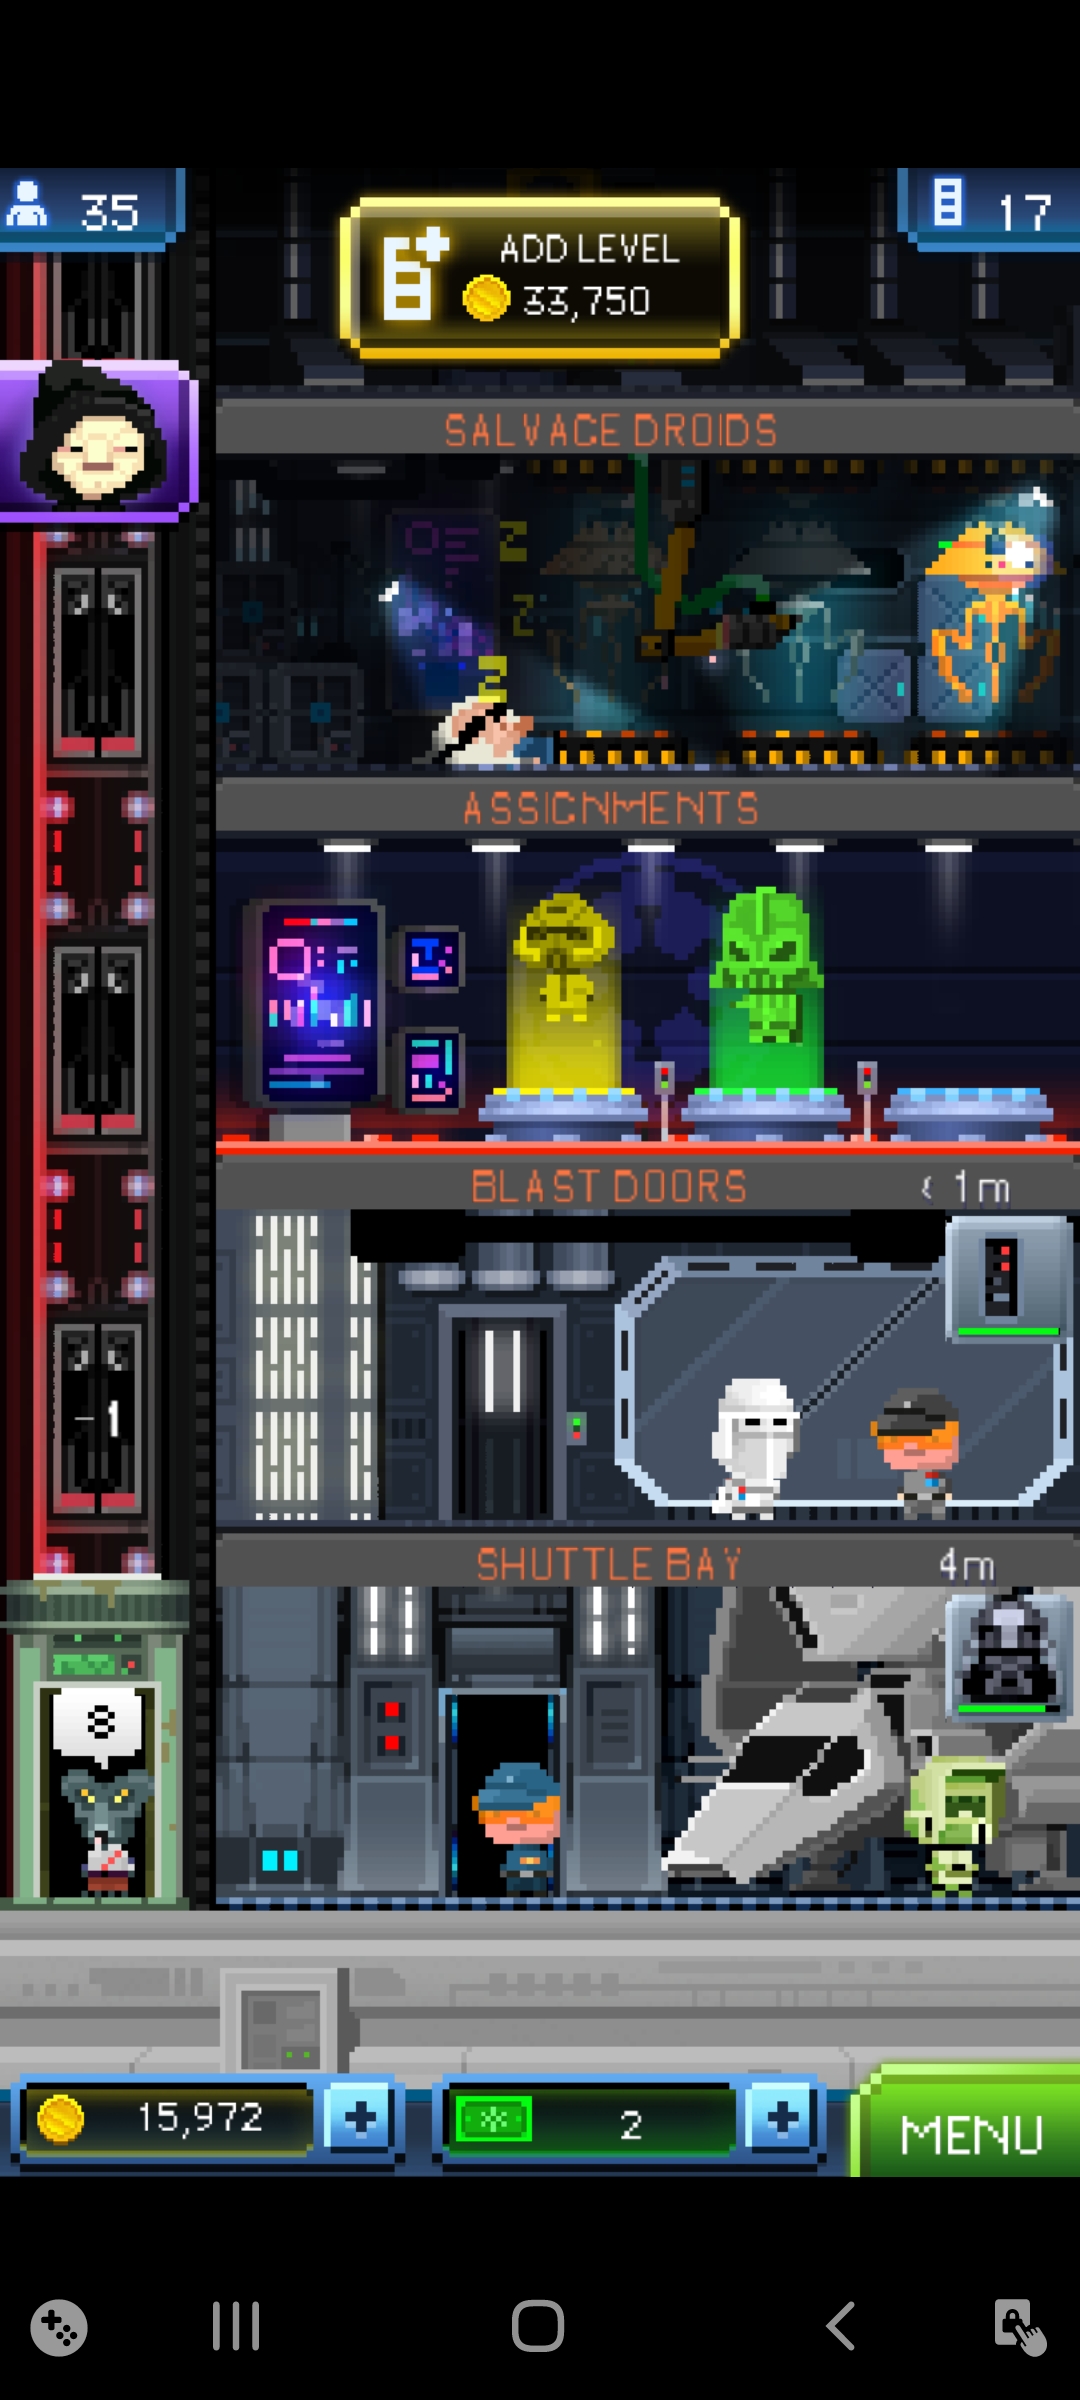 35
ADD LEVEL
33,750
17
SALVAGE DROIDS
Z
Z
Z
ASSIGNMENTS
BLAST DOORS
< 1m
-1
SHUTTLE BAY
4m
8
15,972
2
MENU